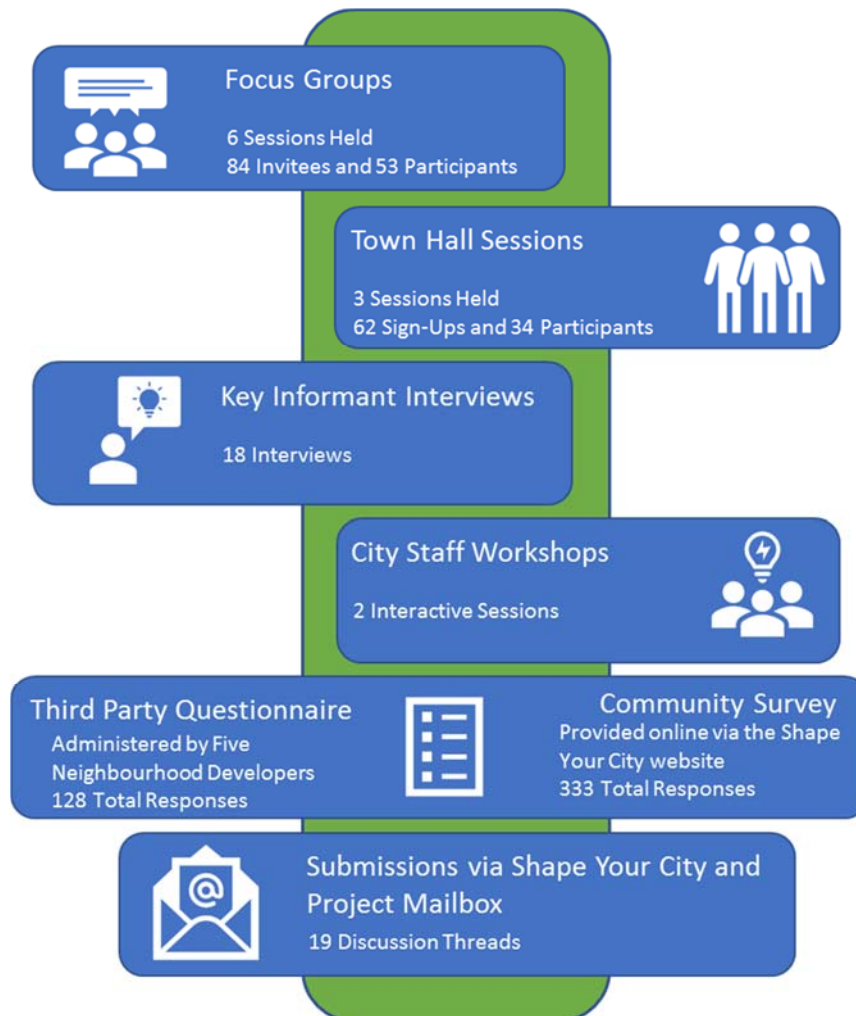 Focus Groups
6 Sessions Held
84 Invitees and 53 Participants
Town Hall Sessions
3 Sessions Held
62 Sign-Ups and 34 Participants
Key Informant Interviews
18 Interviews
City Staff Workshops
2 Interactive Sessions
Third Party Questionnaire
Administered by Five
Neighbourhood Developers
128 Total Responses
Community Survey
Provided online via the Shape
Your City website
333 Total Responses
@
Submissions via Shape Your City and
Project Mailbox
19 Discussion Threads